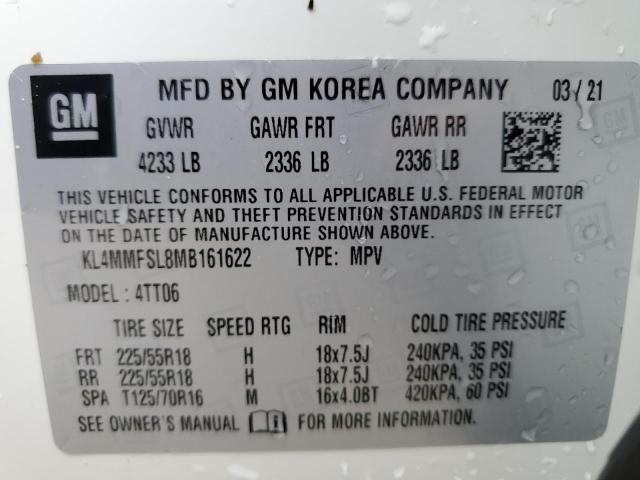 GM
MFD BY GM KOREA COMPANY 03 / 21
GVWR GAWR FRT GAWR RR
4233 LB 2336 LB 2336 LB
THIS VEHICLE CONFORMS TO ALL APPLICABLE U.S. FEDERAL MOTOR
VEHICLE SAFETY AND THEFT PREVENTION STANDARDS IN EFFECT
ON THE DATE OF MANUFACTURE SHOWN ABOVE.
KL4MMFSL8MB161622 TYPE: MPV
MODEL: 4TT06
TIRE SIZE SPEED RTG RIM COLD TIRE PRESSURE
FRT 225/55R18 H 18x7.5J 240KPA, 35 PSI
RR 225/55R18 H 18x7.5J 240KPA, 35 PSI
SPA T125/70R16 M 16x4.0BT 420KPA, 60 PSI
SEE OWNER'S MANUAL FOR MORE INFORMATION.